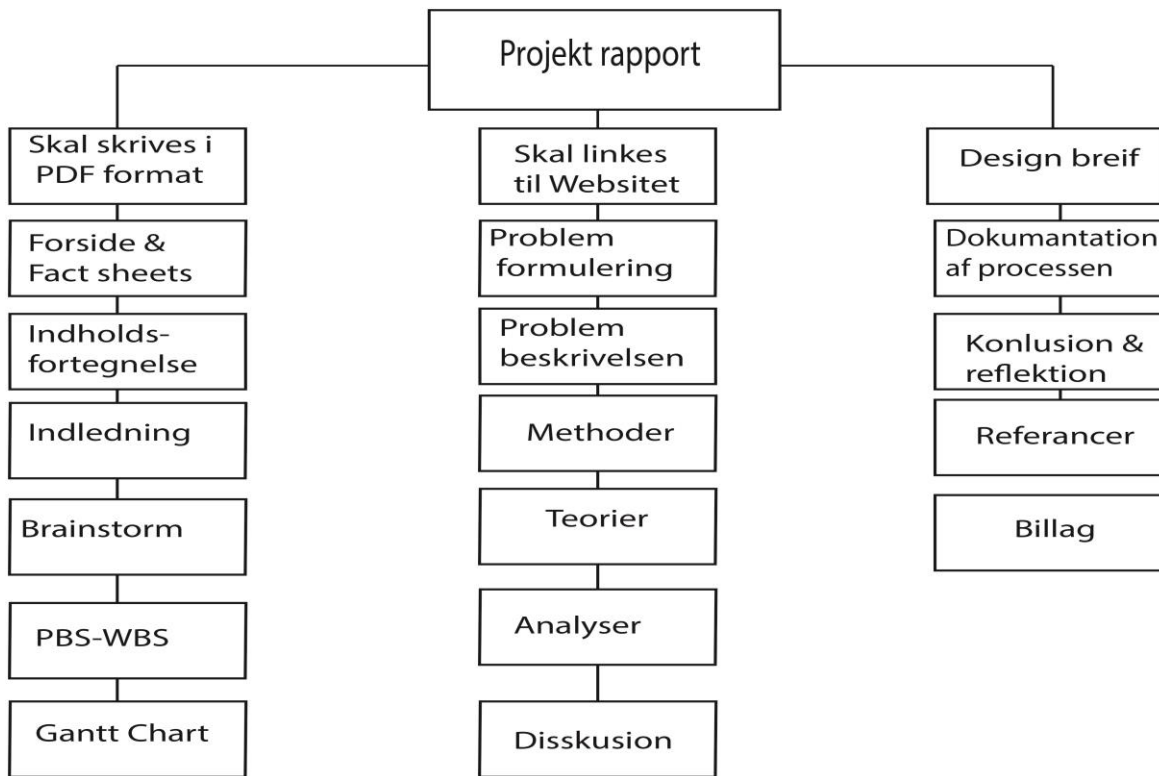 Projekt rapport
Skal skrives i
PDF format
Forside &
Fact sheets
Indholds-
fortegnelse
Indledning
Brainstorm
PBS-WBS
Gantt Chart
Skal linkes
til Websitet
Problem
formulering
Problem
beskrivelsen
Methoder
Teorier
Analyser
Disskusion
Design breif
Dokumantation
af processen
Konlusion &
reflektion
Referancer
Billag